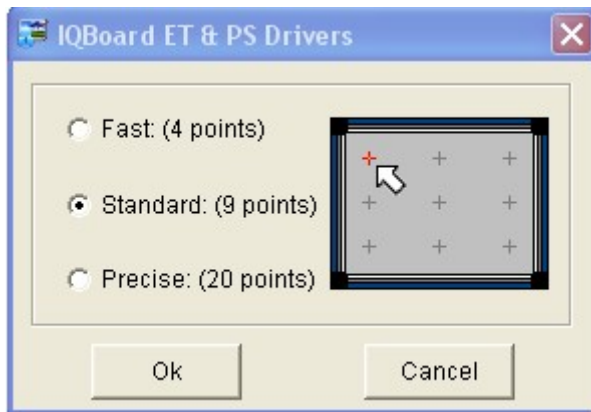 IQBoard ET & PS Drivers
Fast: (4 points)
Standard: (9 points)
Precise: (20 points)
Ok
Cancel